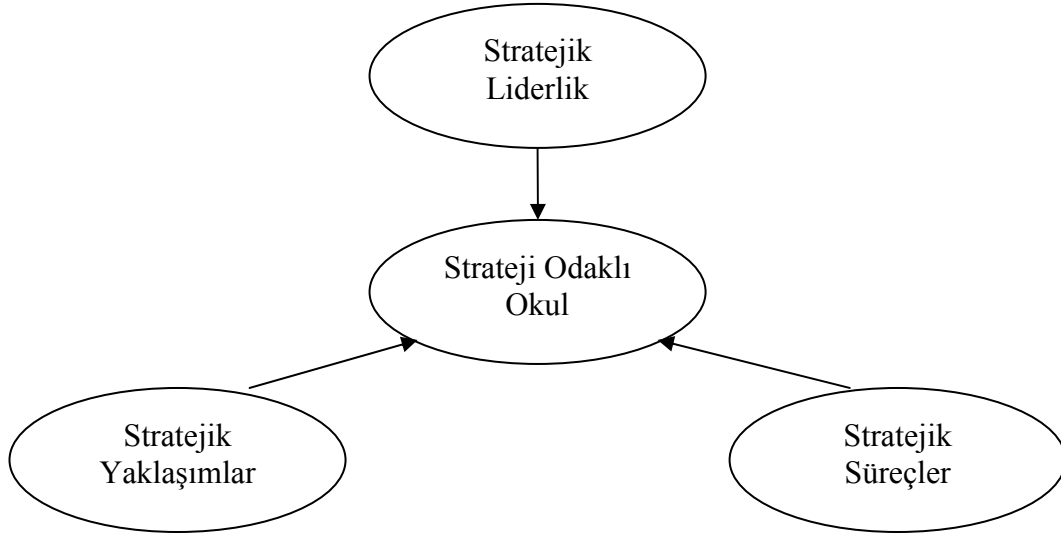 Stratejik
Liderlik
Strateji Odaklı
Okul
Stratejik
Yaklaşımlar
Stratejik
Süreçler